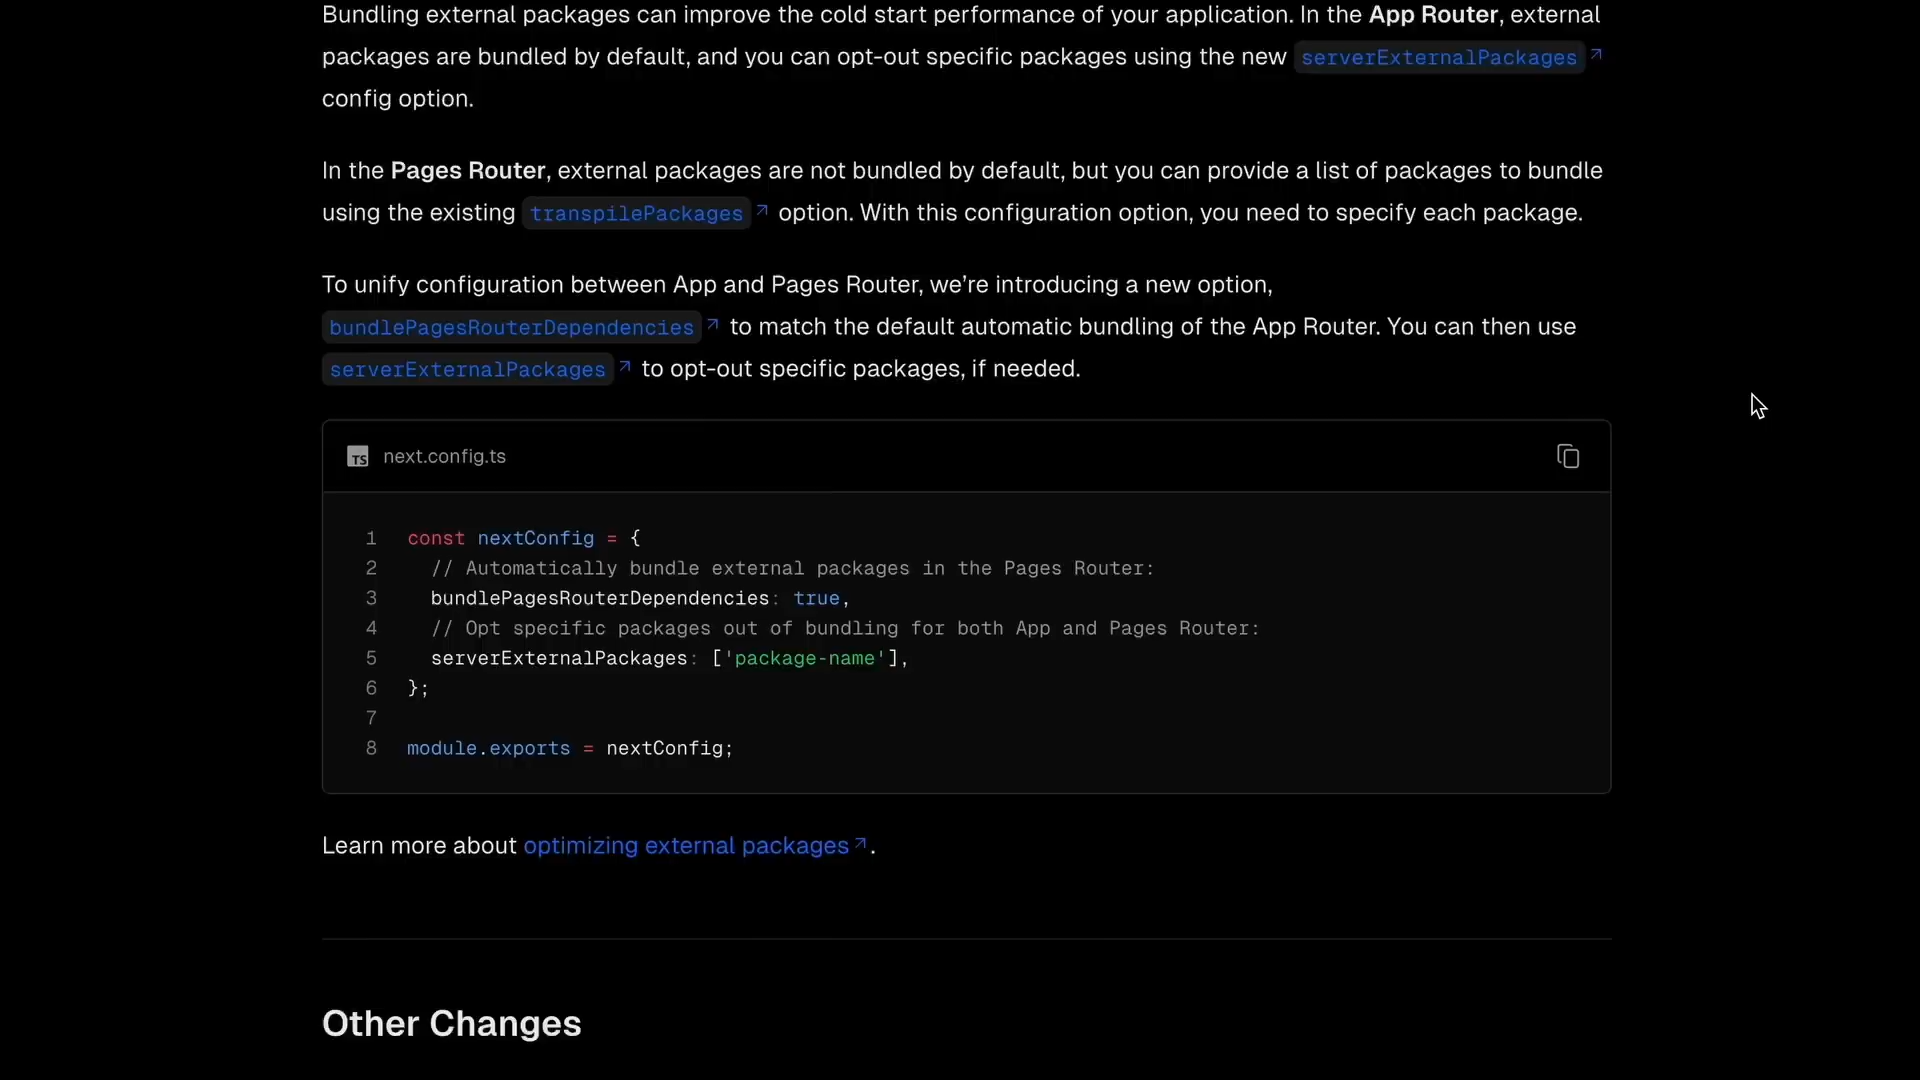 Bundling external packages can improve the cold start performance of your application. In the App Router, external
packages are bundled by default, and you can opt-out specific packages using the new serverExternalPackages
config option.
In the Pages Router, external packages are not bundled by default, but you can provide a list of packages to bundle
using the existing transpilePackages option. With this configuration option, you need to specify each package.
To unify configuration between App and Pages Router, we’re introducing a new option,
bundlePagesRouterDependencies to match the default automatic bundling of the App Router. You can then use
serverExternalPackages to opt-out specific packages, if needed.
TS next.config.ts
1 const nextConfig = {
2   // Automatically bundle external packages in the Pages Router:
3   bundlePagesRouterDependencies: true,
4   // Opt specific packages out of bundling for both App and Pages Router:
5   serverExternalPackages: ['package-name'],
6 };
7
8 module.exports = nextConfig;
Learn more about optimizing external packages.
Other Changes